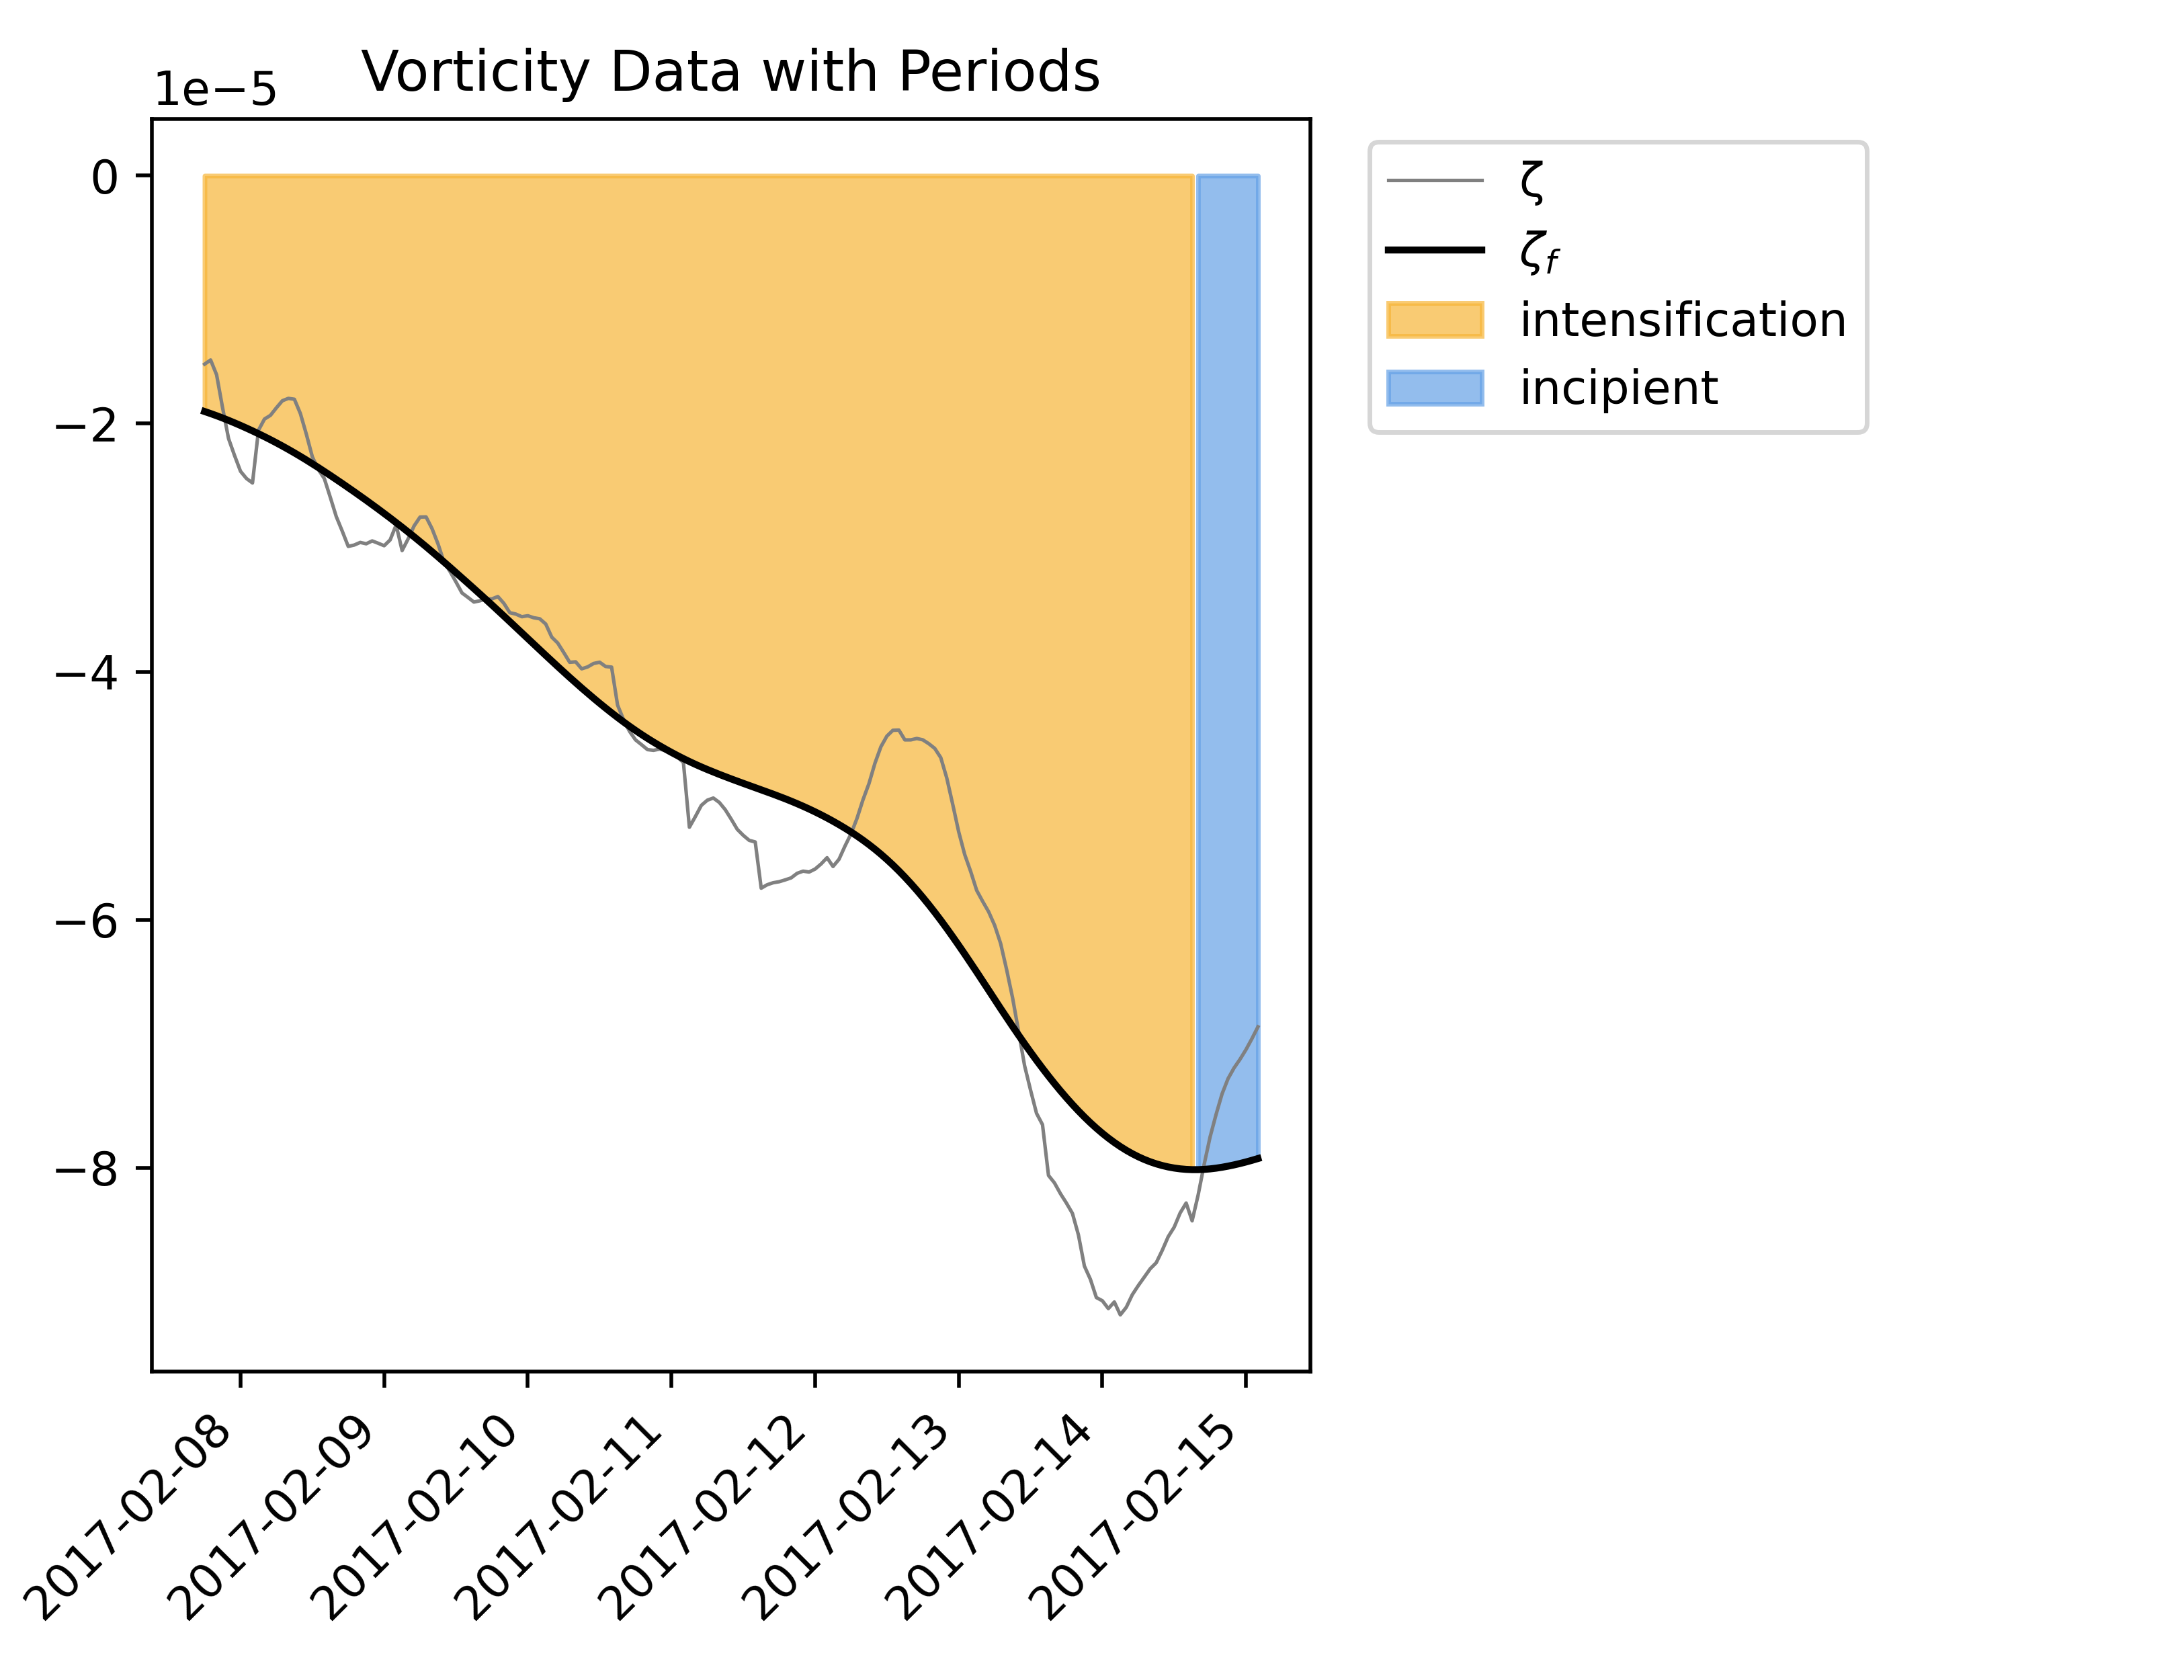 Vorticity Data with Periods
1e−5
0
−2
−4
−6
−8
2017-02-08
2017-02-09
2017-02-10
2017-02-11
2017-02-12
2017-02-13
2017-02-14
2017-02-15
ζ
ζf
intensification
incipient